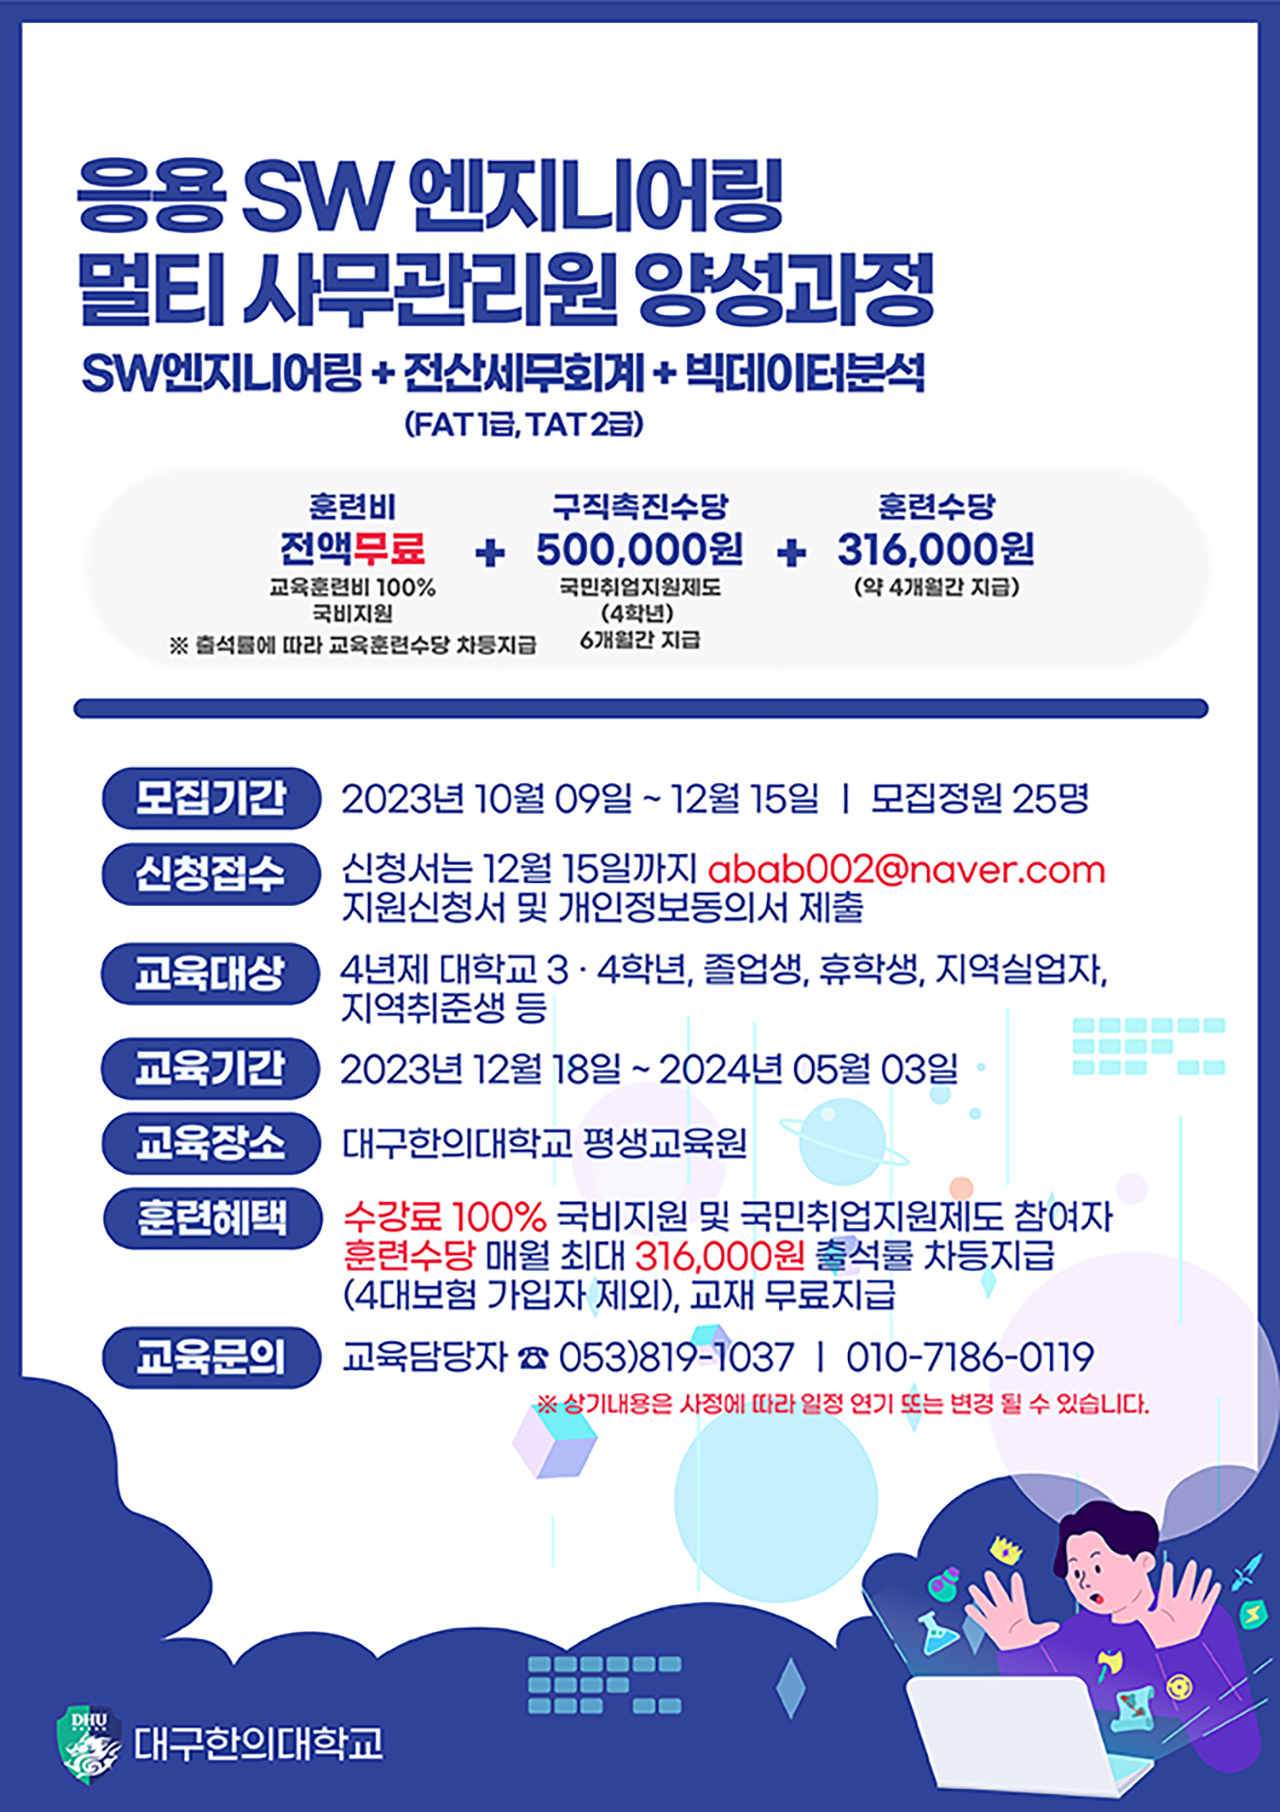 응용 SW 엔지니어링
멀티 사무관리원 양성과정
SW엔지니어링 + 전산세무회계 + 빅데이터분석
(FAT 1급, TAT 2급)
훈련비
전액무료
교육훈련비 100%
국비지원
※ 출석률에 따라 교육훈련수당 차등지급
+
구직촉진수당
500,000원
국민취업지원제도
(4학년)
6개월간 지급
+
훈련수당
316,000원
(약 4개월간 지급)
모집기간 2023년 10월 09일 ~ 12월 15일 | 모집정원 25명
신청접수 신청서는 12월 15일까지 abab002@naver.com
지원신청서 및 개인정보동의서 제출
교육대상 4년제 대학교 3 · 4학년, 졸업생, 휴학생, 지역실업자,
지역취준생 등
교육기간 2023년 12월 18일 ~ 2024년 05월 03일
교육장소 대구한의대학교 평생교육원
훈련혜택 수강료 100% 국비지원 및 국민취업지원제도 참여자
훈련수당 매월 최대 316,000원 출석률 차등지급
(4대보험 가입자 제외), 교재 무료지급
교육문의 교육담당자 ☎ 053)819-1037 | 010-7186-0119
※ 상기내용은 사정에 따라 일정 연기 또는 변경 될 수 있습니다.
DHU
대구한의대학교